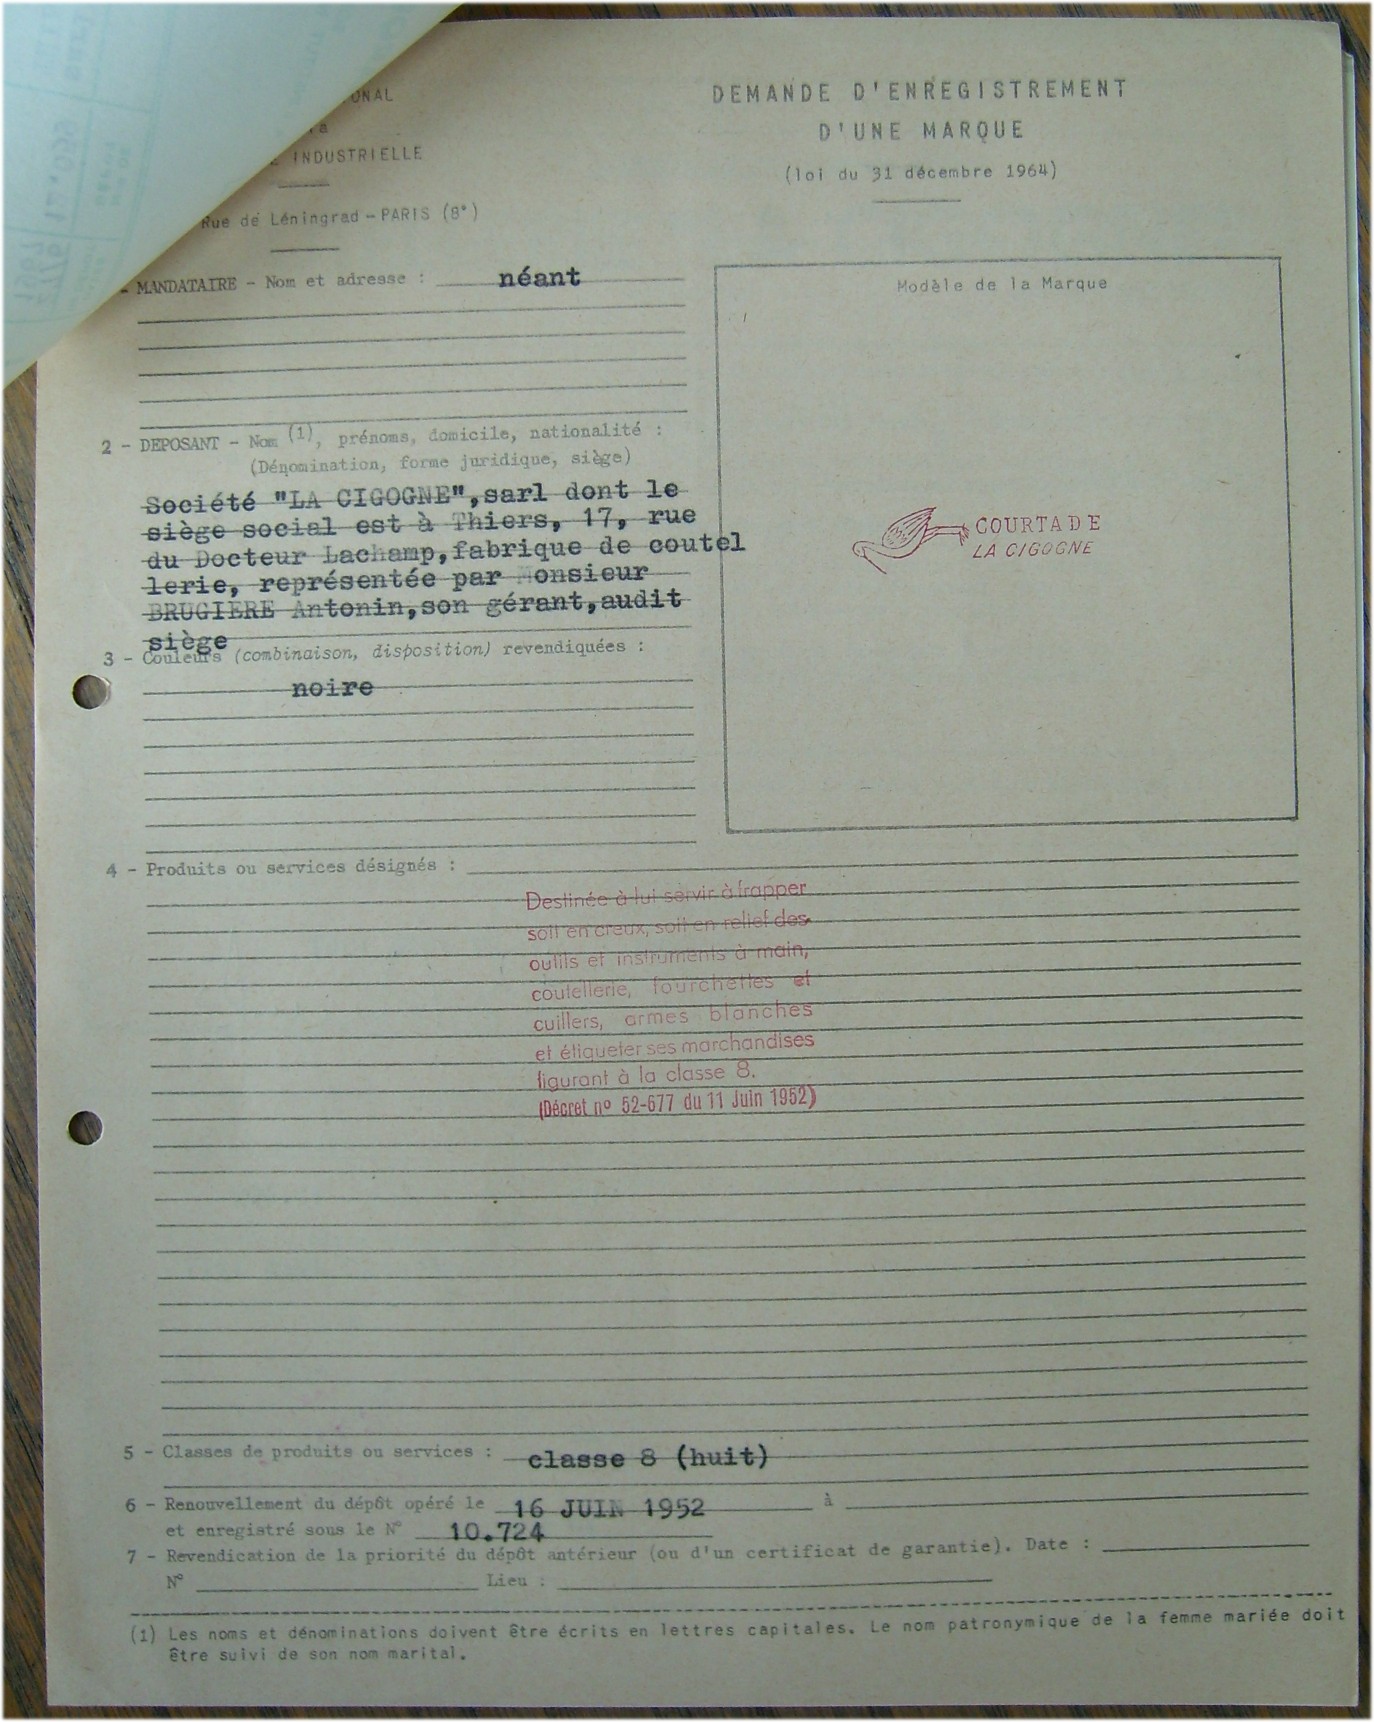 ONAL
DEMANDE D'ENREGISTREMENT
D'UNE MARQUE
INDUSTRIELLE
(loi du 31 décembre 1964)
Rue de Léningrad - PARIS (8°)
- MANDATAIRE - Nom et adresse : néant
Modèle de la Marque
2 - DEPOSANT - Nom (1), prénoms, domicile, nationalité :
(Dénomination, forme juridique, siège)
Société "LA CIGOGNE",sarl dont le
siège social est à Thiers, 17, rue
du Docteur Lachamp,fabrique de coutel
lerie, représentée par Monsieur
BRUGIERE Antonin,son gérant,audit
siège
COURTADE
LA CIGOGNE
3 - Couleurs (combinaison, disposition) revendiquées :
noire
4 - Produits ou services désignés :
Destinée à lui servir à frapper
soit en creux, soit en relief des
outils et instruments à main,
coutellerie, fourchettes et
cuillers, armes blanches
et étiqueter ses marchandises
figurant à la classe 8.
(Décret nº 52-677 du 11 Juin 1952)
5 - Classes de produits ou services : classe 8 (huit)
6 - Renouvellement du dépôt opéré le 16 JUIN 1952 à
et enregistré sous le N° 10.724
7 - Revendication de la priorité du dépôt antérieur (ou d'un certificat de garantie). Date :
N° Lieu :
(1) Les noms et dénominations doivent être écrits en lettres capitales. Le nom patronymique de la femme mariée doit
être suivi de son nom marital.